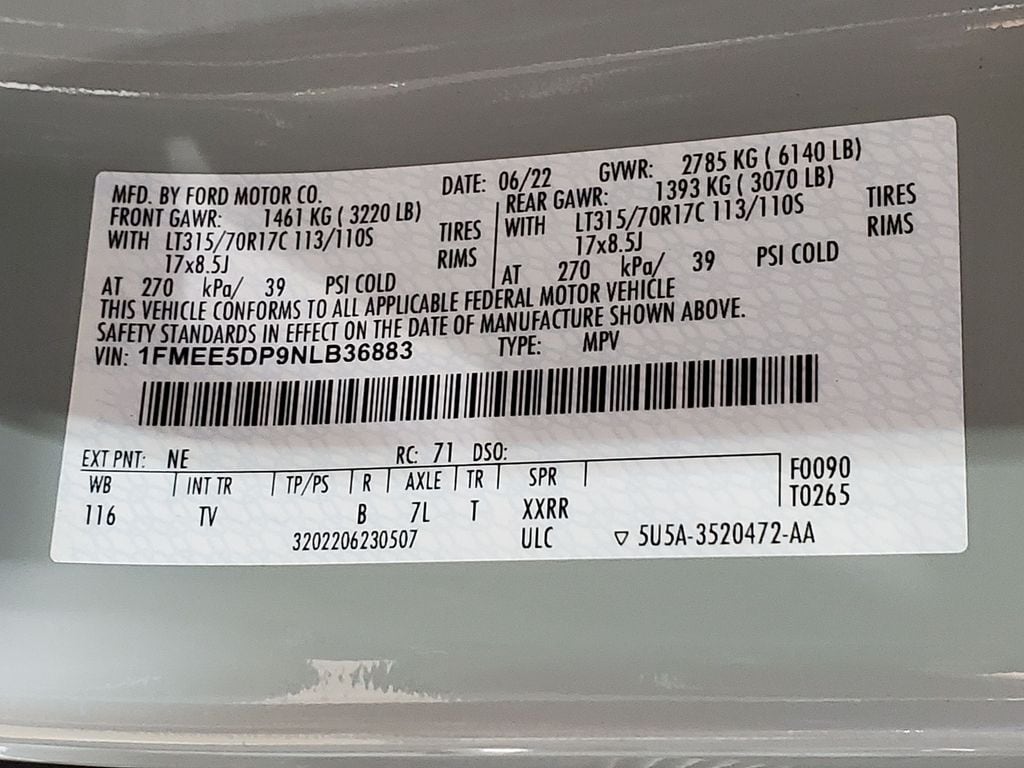 MFD. BY FORD MOTOR CO. DATE: 06/22 GVWR: 2785 KG ( 6140 LB)
FRONT GAWR: 1461 KG ( 3220 LB) REAR GAWR: 1393 KG ( 3070 LB)
WITH LT315/70R17C 113/110S TIRES WITH LT315/70R17C 113/110S TIRES
17x8.5J RIMS 17x8.5J RIMS
AT 270 kPa/ 39 PSI COLD AT 270 kPa/ 39 PSI COLD
THIS VEHICLE CONFORMS TO ALL APPLICABLE FEDERAL MOTOR VEHICLE
SAFETY STANDARDS IN EFFECT ON THE DATE OF MANUFACTURE SHOWN ABOVE.
VIN: 1FMEE5DP9NLB36883 TYPE: MPV
EXT PNT: NE RC: 71 DSO:
WB INT TR TP/PS R AXLE TR SPR F0090
116 TV B 7L T XXRR T0265
3202206230507 ULC ▽ 5U5A-3520472-AA